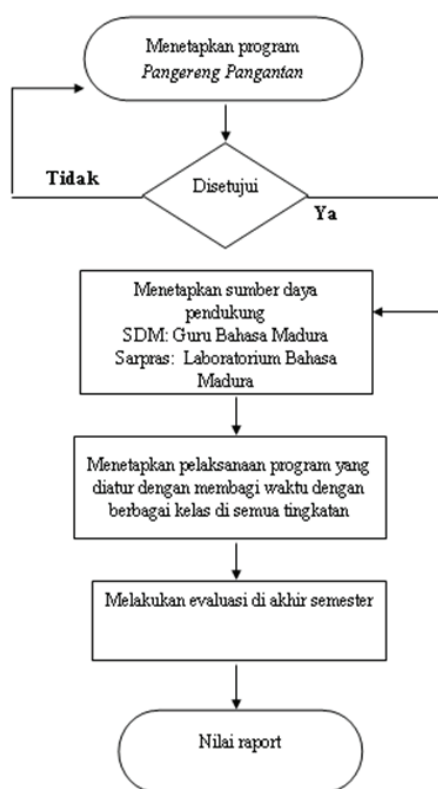 Menetapkan program
Pangereng Pangantan
Tidak
Disetujui
Ya
Menetapkan sumber daya
pendukung
SDM: Guru Bahasa Madura
Sarpras: Laboratorium Bahasa
Madura
Menetapkan pelaksanaan program yang
diatur dengan membagi waktu dengan
berbagai kelas di semua tingkatan
Melakukan evaluasi di akhir semester
Nilai raport